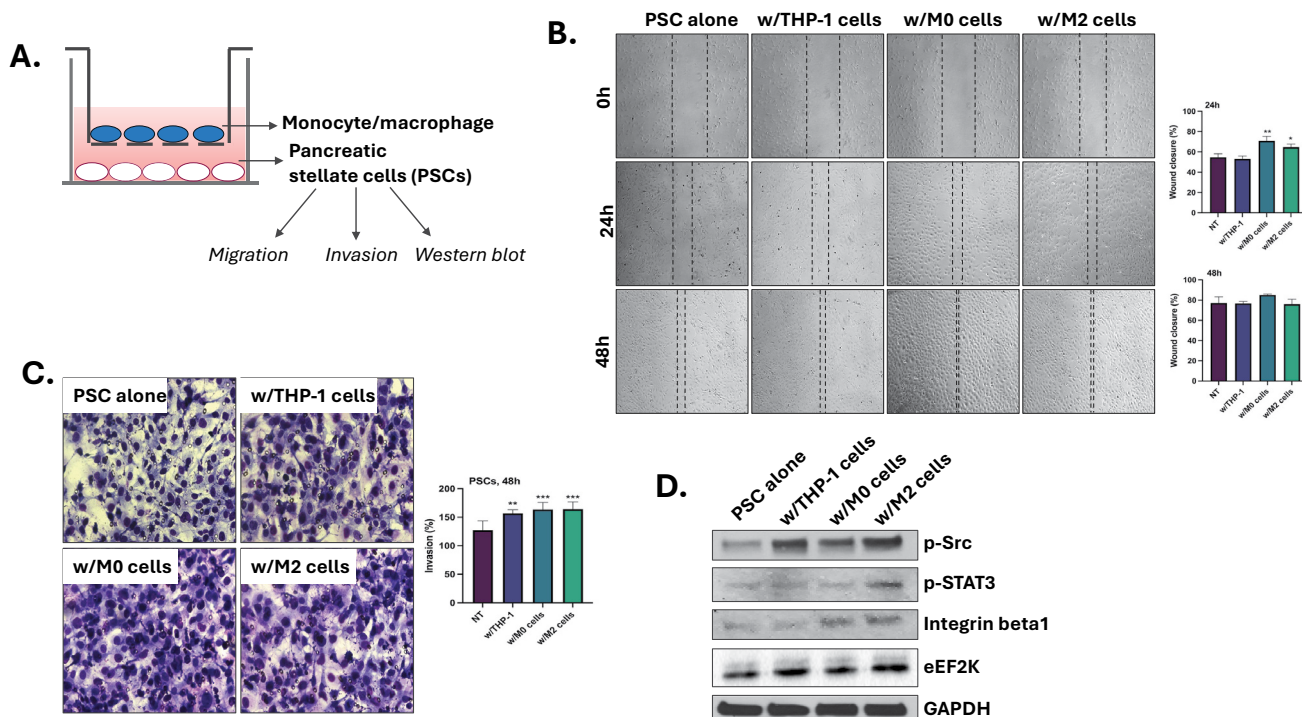 A.
Monocyte/macrophage
Pancreatic
stellate cells (PSCs)
Migration Invasion Western blot
B.
PSC alone w/THP-1 cells w/M0 cells w/M2 cells
0h
24h
48h
24h
Wound closure (%)
100
80
60
40
20
0
** *
NT w/THP-1 w/M0 cells w/M2 cells
48h
Wound closure (%)
100
80
60
40
20
0
NT w/THP-1 w/M0 cells w/M2 cells
C.
PSC alone w/THP-1 cells
w/M0 cells w/M2 cells
PSCs, 48h
Invasion (%)
200
150
100
50
0
** *** ***
NT w/THP-1 w/M0 cells w/M2 cells
D.
PSC alone w/THP-1 cells w/M0 cells w/M2 cells
p-Src
p-STAT3
Integrin beta1
eEF2K
GAPDH